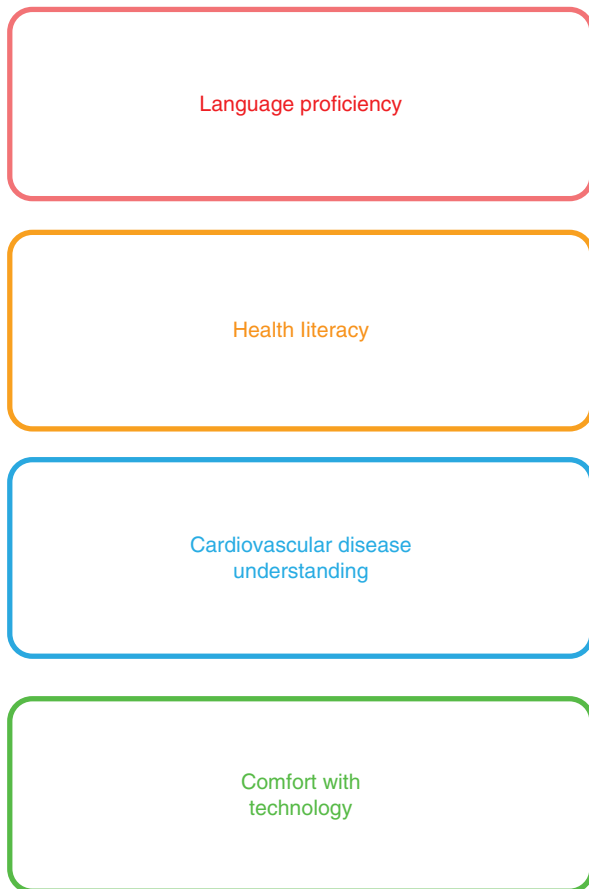 Language proficiency
Health literacy
Cardiovascular disease
understanding
Comfort with
technology